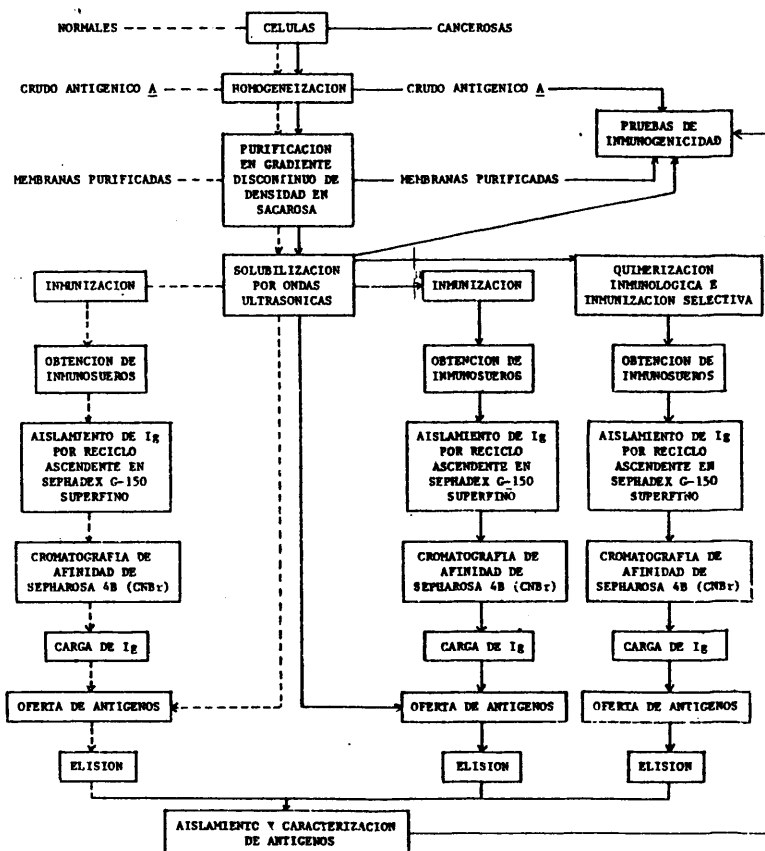 NORMALES
CELULAS
CANCEROSAS
CRUDO ANTIGENICO A
HOMOGENEIZACION
CRUDO ANTIGENICO A
PRUEBAS DE
INMUNOGENICIDAD
PURIFICACION
EN GRADIENTE
DISCONTINUO DE
DENSIDAD EN
SACAROSA
MEMBRANAS PURIFICADAS
MEMBRANAS PURIFICADAS
SOLUBILIZACION
POR ONDAS
ULTRASONICAS
INMUNIZACION
INMUNIZACION
QUIMERIZACION
INMUNOLOGICA E
INMUNIZACION SELECTIVA
OBTENCION DE
INMUNOSUEROS
OBTENCION DE
INMUNOSUEROS
OBTENCION DE
INMUNOSUEROS
AISLAMIENTO DE Ig
POR RECICLO
ASCENDENTE EN
SEPHADEX G-150
SUPERFINO
AISLAMIENTO DE Ig
POR RECICLO
ASCENDENTE EN
SEPHADEX G-150
SUPERFINO
AISLAMIENTO DE Ig
POR RECICLO
ASCENDENTE EN
SEPHADEX G-150
SUPERFINO
CROMATOGRAFIA DE
AFINIDAD DE
SEPHAROSA 4B (CNBr)
CROMATOGRAFIA DE
AFINIDAD DE
SEPHAROSA 4B (CNBr)
CROMATOGRAFIA DE
AFINIDAD DE
SEPHAROSA 4B (CNBr)
CARGA DE Ig
CARGA DE Ig
CARGA DE Ig
OFERTA DE ANTIGENOS
OFERTA DE ANTIGENOS
OFERTA DE ANTIGENOS
ELISION
ELISION
ELISION
AISLAMIENTO Y CARACTERIZACION
DE ANTIGENOS